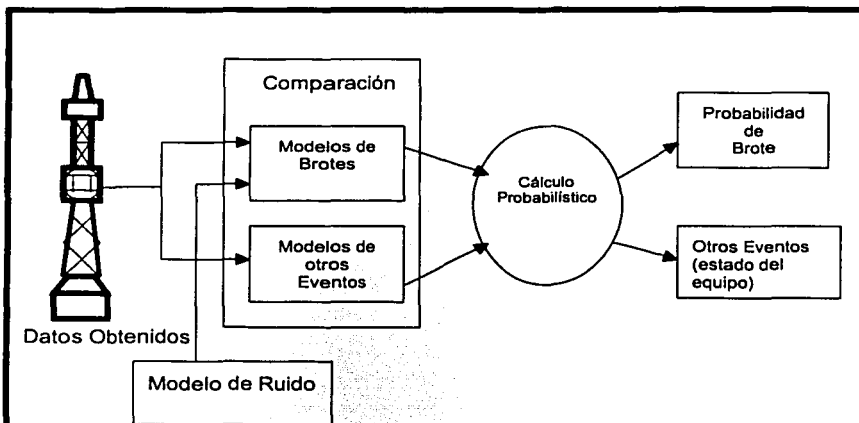 Comparación
Modelos de
Brotes
Modelos de
otros
Eventos
Datos Obtenidos
Modelo de Ruido
Cálculo
Probabilístico
Probabilidad
de
Brote
Otros Eventos
(estado del
equipo)